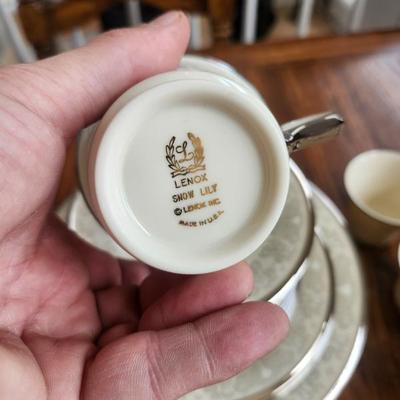 L
LENOX
SNOW LILY
© LENOX INC.
MADE IN U.S.A.